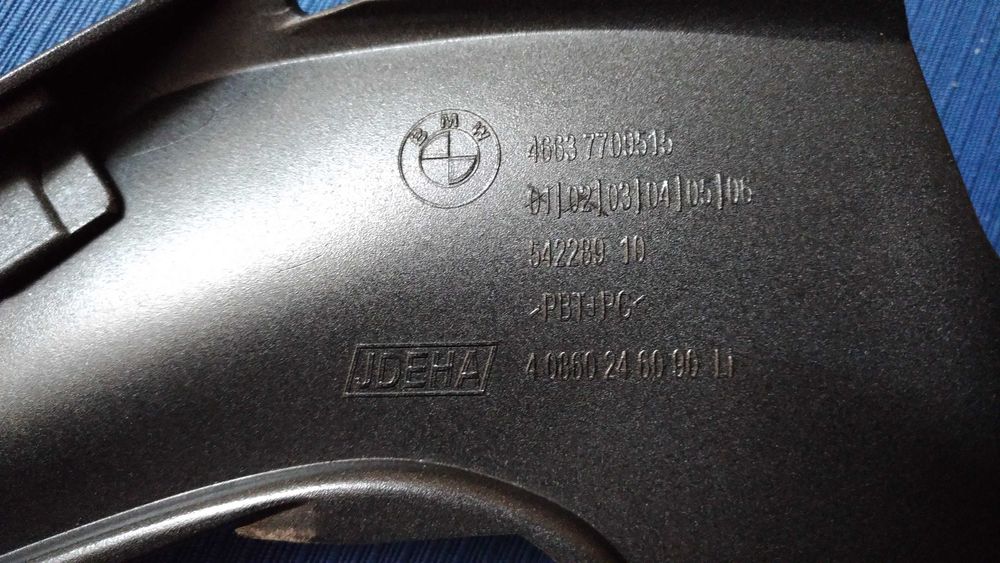 BMW
4663 7700515
01|02|03|04|05|06
542289 10
>PBT+PC<
JDEHA
4 0860 24 60 90 Li